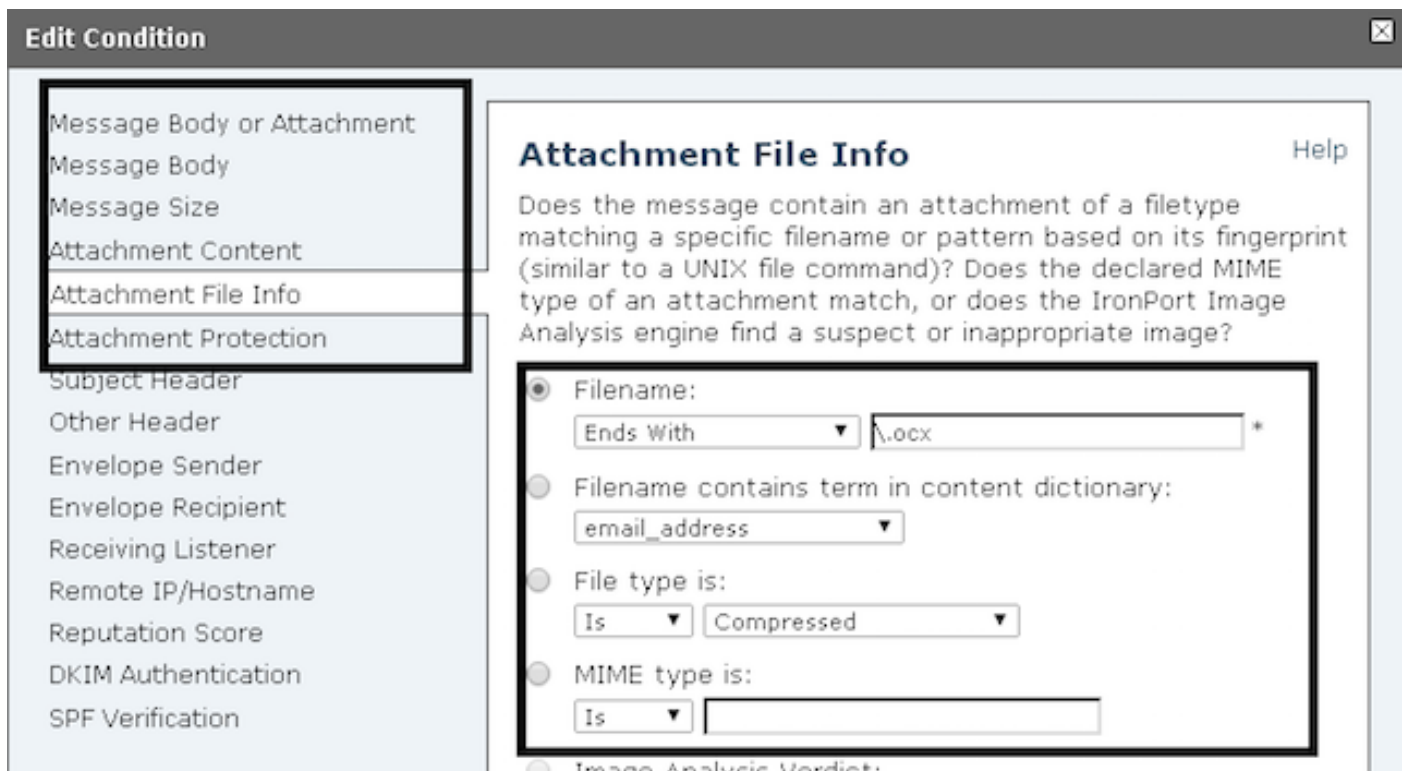 Edit Condition
Message Body or Attachment
Message Body
Message Size
Attachment Content
Attachment File Info
Attachment Protection
Subject Header
Other Header
Envelope Sender
Envelope Recipient
Receiving Listener
Remote IP/Hostname
Reputation Score
DKIM Authentication
SPF Verification
Attachment File Info
Help
Does the message contain an attachment of a filetype
matching a specific filename or pattern based on its fingerprint
(similar to a UNIX file command)? Does the declared MIME
type of an attachment match, or does the IronPort Image
Analysis engine find a suspect or inappropriate image?
Filename:
Ends With
\.ocx
*
Filename contains term in content dictionary:
email_address
File type is:
Is
Compressed
MIME type is:
Is
Image Analysis Verdict: